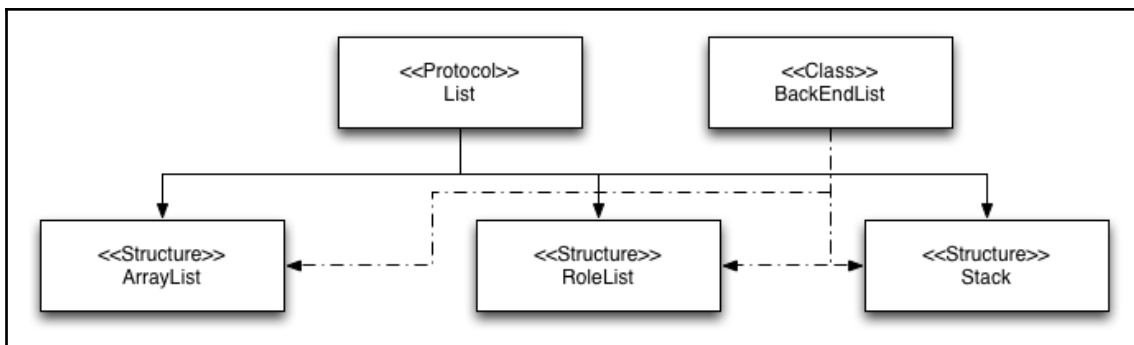 <<Protocol>>
List
<<Class>>
BackEndList
<<Structure>>
ArrayList
<<Structure>>
RoleList
<<Structure>>
Stack